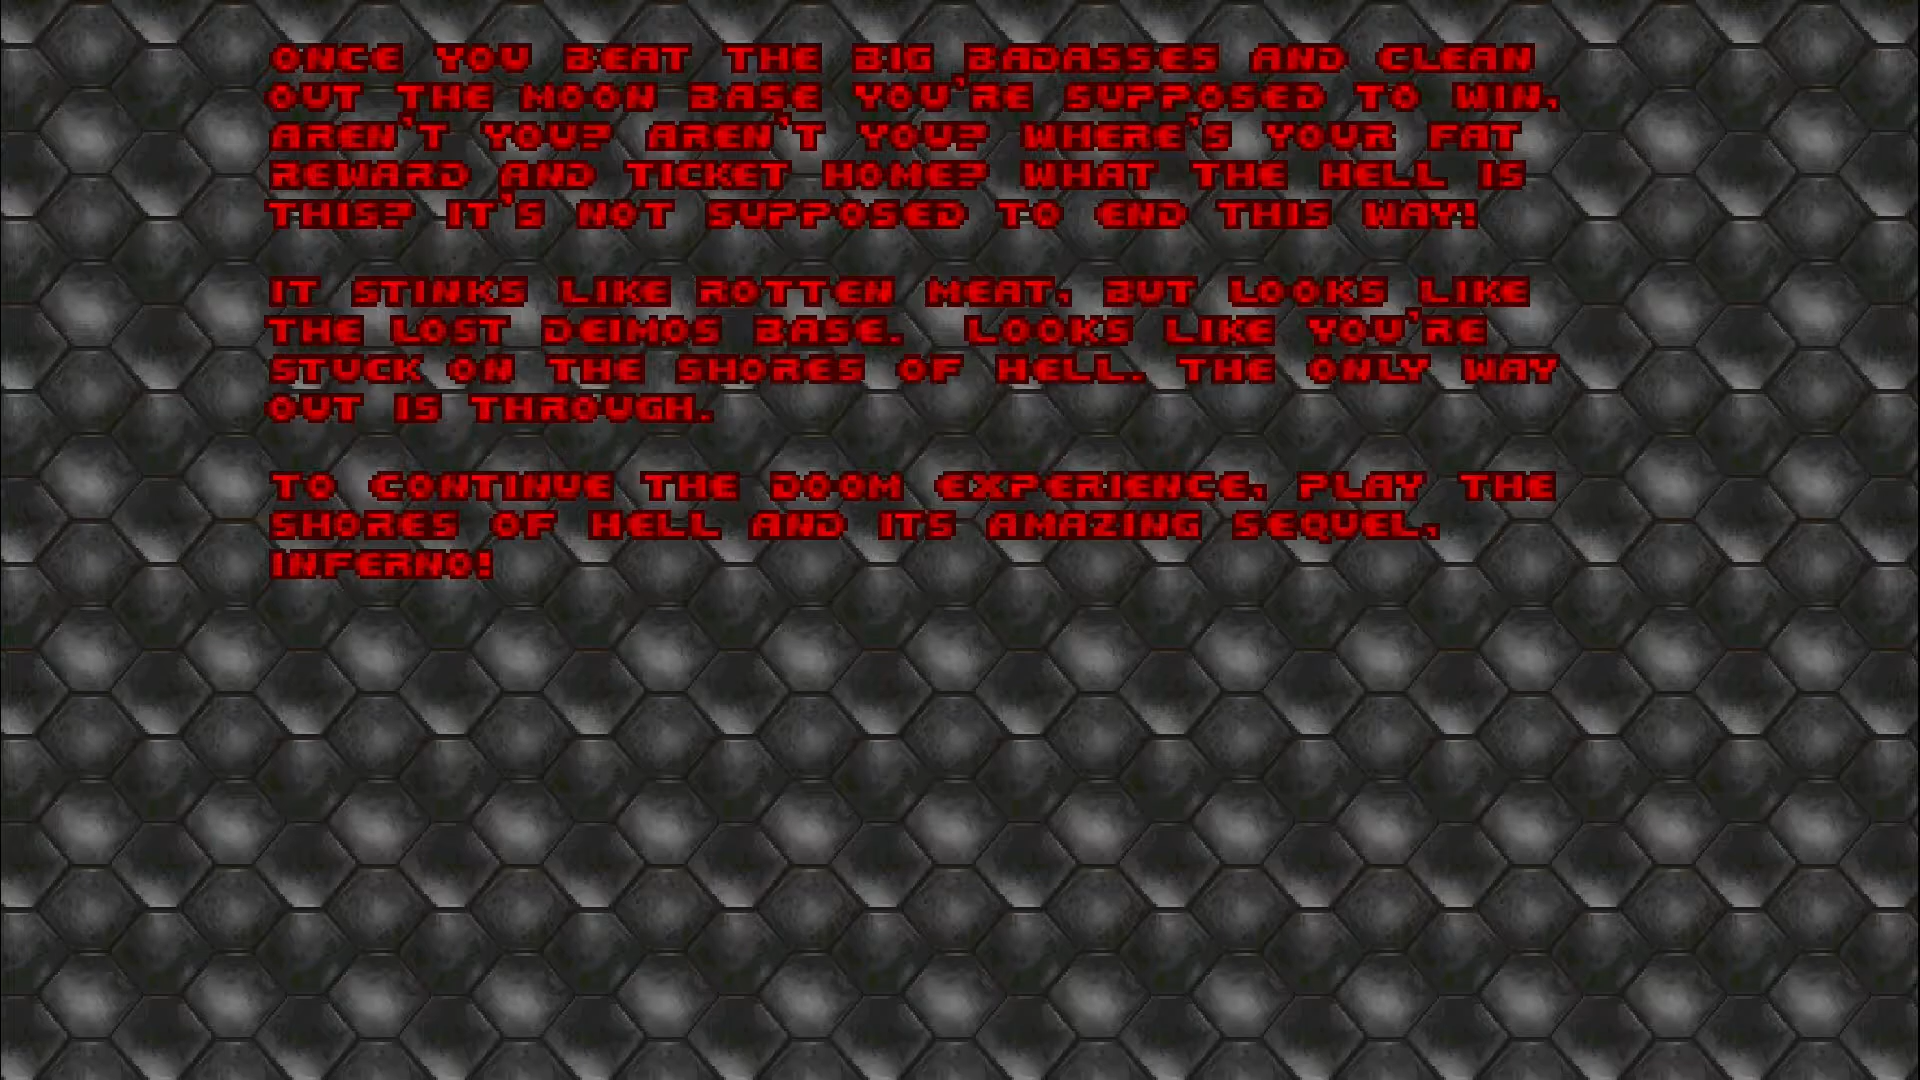 ONCE YOU BEAT THE BIG BADASSES AND CLEAN
OUT THE MOON BASE YOU'RE SUPPOSED TO WIN,
AREN'T YOU? AREN'T YOU? WHERE'S YOUR FAT
REWARD AND TICKET HOME? WHAT THE HELL IS
THIS? IT'S NOT SUPPOSED TO END THIS WAY!
IT STINKS LIKE ROTTEN MEAT, BUT LOOKS LIKE
THE LOST DEIMOS BASE.  LOOKS LIKE YOU'RE
STUCK ON THE SHORES OF HELL. THE ONLY WAY
OUT IS THROUGH.
TO CONTINUE THE DOOM EXPERIENCE, PLAY THE
SHORES OF HELL AND ITS AMAZING SEQUEL,
INFERNO!